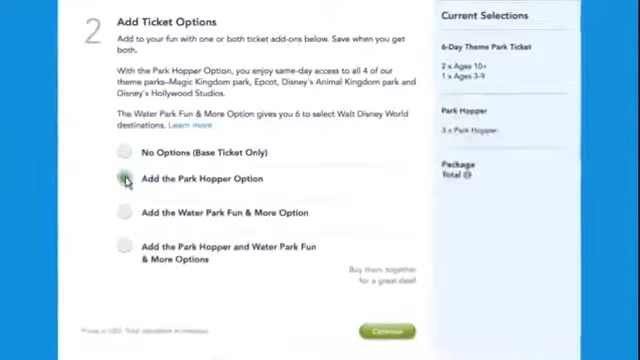 2 Add Ticket Options
Add to your fun with one or both ticket add-ons below. Save when you get
both.
With the Park Hopper Option, you enjoy same-day access to all 4 of our
theme parks–Magic Kingdom park, Epcot, Disney's Animal Kingdom park and
Disney's Hollywood Studios.
The Water Park Fun & More Option gives you 6 to select Walt Disney World
destinations. Learn more
No Options (Base Ticket Only)
Add the Park Hopper Option
Add the Water Park Fun & More Option
Add the Park Hopper and Water Park Fun
& More Options
Buy them together
for a great deal!
Continue
Current Selections
6-Day Theme Park Ticket
2 x Ages 10+
1 x Ages 3-9
Park Hopper
3 x Park Hopper
Package
Total